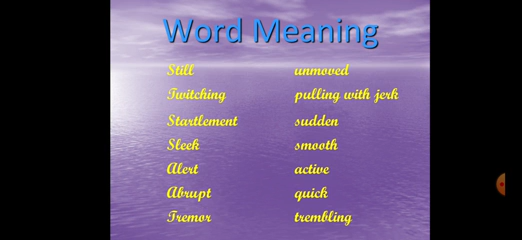 Word Meaning
Still unmoved
Twitching pulling with jerk
Startlement sudden
Sleek smooth
Alert active
Abrupt quick
Tremor trembling